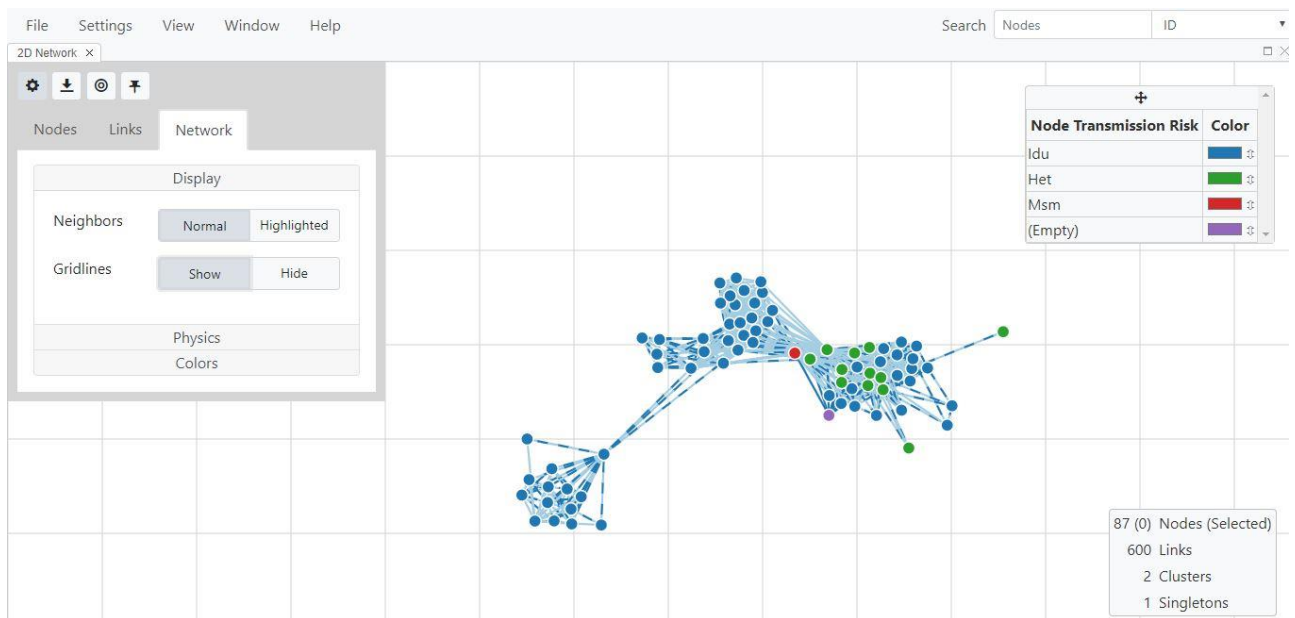 File Settings View Window Help Search Nodes ID
2D Network ×
Nodes Links Network
Display
Neighbors Normal Highlighted
Gridlines Show Hide
Physics
Colors
Node Transmission Risk Color
Idu
Het
Msm
(Empty)
87 (0) Nodes (Selected)
600 Links
2 Clusters
1 Singletons